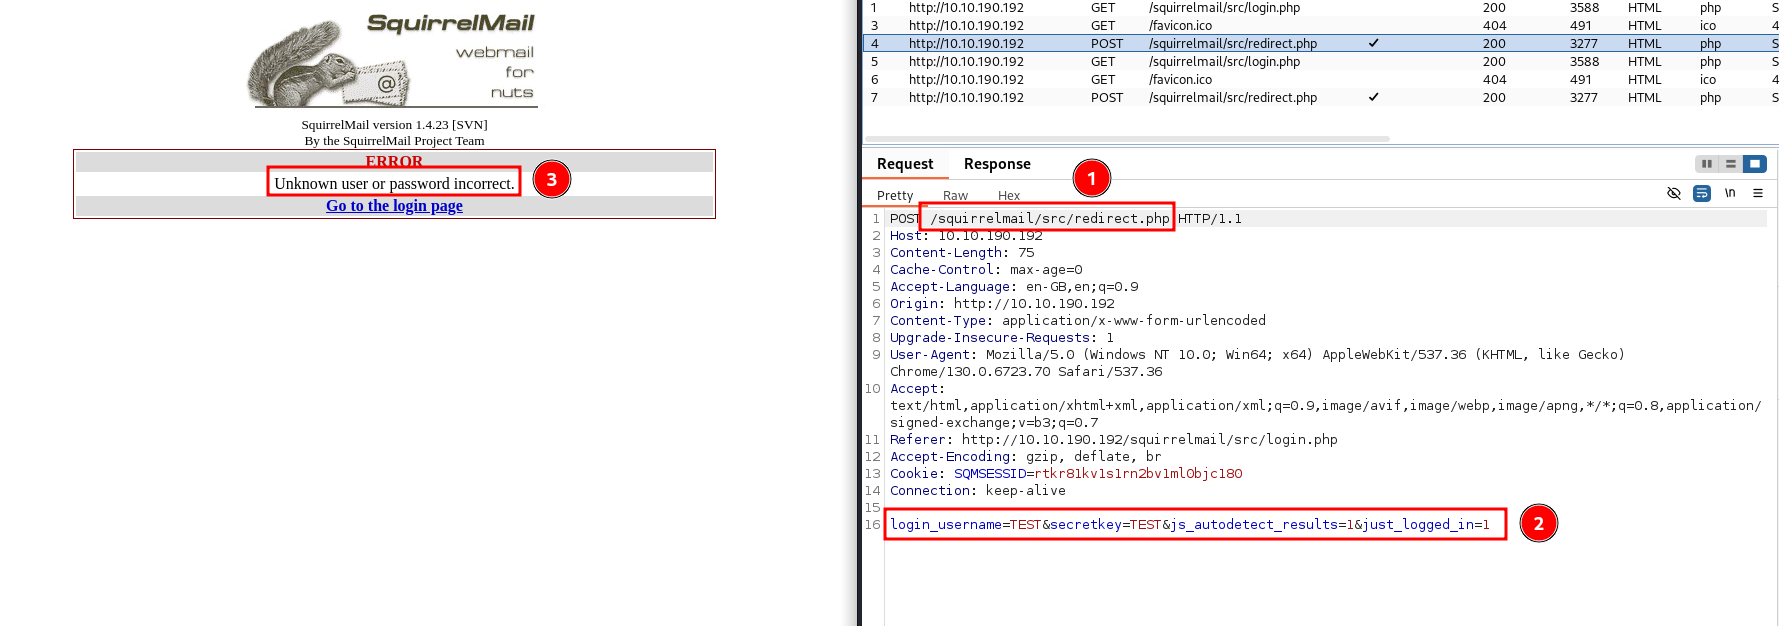 SquirrelMail
webmail
for
nuts
@
SquirrelMail version 1.4.23 [SVN]
By the SquirrelMail Project Team
ERROR
Unknown user or password incorrect.
Go to the login page
3
1 http://10.10.190.192 GET /squirrelmail/src/login.php 200 3588 HTML php S
3 http://10.10.190.192 GET /favicon.ico 404 491 HTML ico 4
4 http://10.10.190.192 POST /squirrelmail/src/redirect.php ✓ 200 3277 HTML php S
5 http://10.10.190.192 GET /squirrelmail/src/login.php 200 3588 HTML php S
6 http://10.10.190.192 GET /favicon.ico 404 491 HTML ico 4
7 http://10.10.190.192 POST /squirrelmail/src/redirect.php ✓ 200 3277 HTML php S
Request Response
1
Pretty Raw Hex
\n
1 POST /squirrelmail/src/redirect.php HTTP/1.1
2 Host: 10.10.190.192
3 Content-Length: 75
4 Cache-Control: max-age=0
5 Accept-Language: en-GB,en;q=0.9
6 Origin: http://10.10.190.192
7 Content-Type: application/x-www-form-urlencoded
8 Upgrade-Insecure-Requests: 1
9 User-Agent: Mozilla/5.0 (Windows NT 10.0; Win64; x64) AppleWebKit/537.36 (KHTML, like Gecko)
Chrome/130.0.6723.70 Safari/537.36
10 Accept:
text/html,application/xhtml+xml,application/xml;q=0.9,image/avif,image/webp,image/apng,*/*;q=0.8,application/
signed-exchange;v=b3;q=0.7
11 Referer: http://10.10.190.192/squirrelmail/src/login.php
12 Accept-Encoding: gzip, deflate, br
13 Cookie: SQMSESSID=rtkr81kv1s1rn2bv1ml0bjc180
14 Connection: keep-alive
15
16 login_username=TEST&secretkey=TEST&js_autodetect_results=1&just_logged_in=1
2